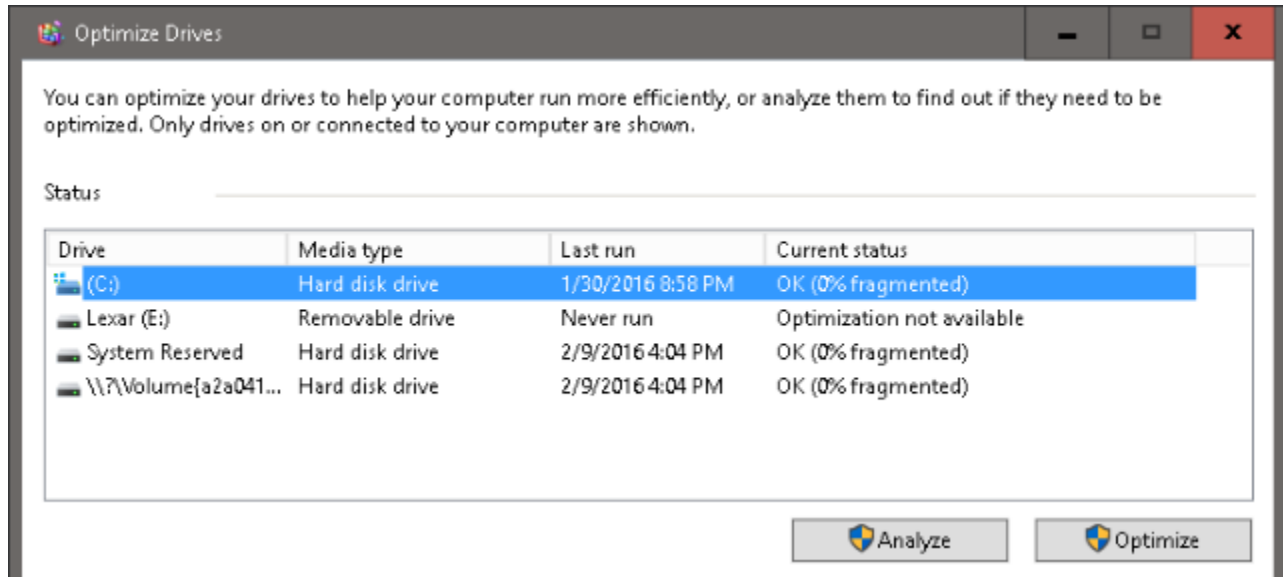 Optimize Drives
You can optimize your drives to help your computer run more efficiently, or analyze them to find out if they need to be
optimized. Only drives on or connected to your computer are shown.
Status
Drive Media type Last run Current status
(C:) Hard disk drive 1/30/2016 8:58 PM OK (0% fragmented)
Lexar (E:) Removable drive Never run Optimization not available
System Reserved Hard disk drive 2/9/2016 4:04 PM OK (0% fragmented)
\\?\Volume{a2a041... Hard disk drive 2/9/2016 4:04 PM OK (0% fragmented)
Analyze Optimize